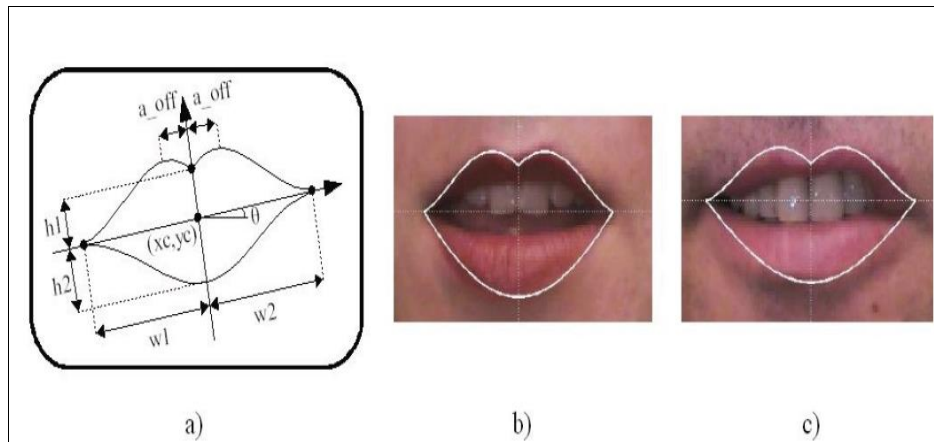 a_off a_off
h1
θ
(xc,yc)
h2
w1
w2
a)
b)
c)